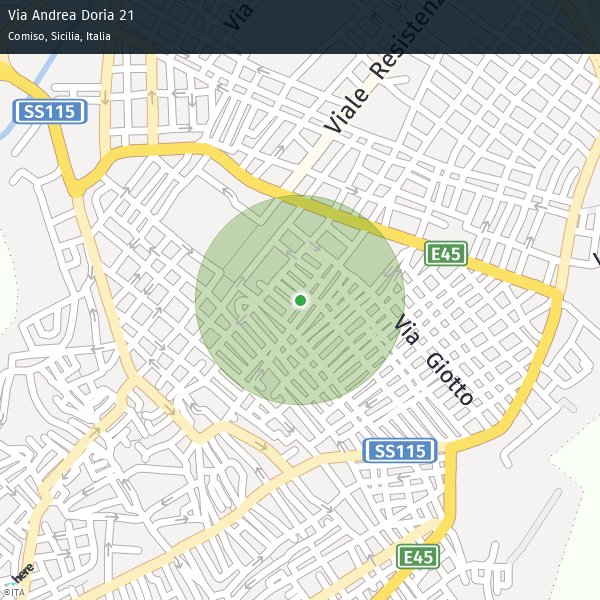 Via Andrea Doria 21
Comiso, Sicilia, Italia
Via
Viale Resistenz
SS115
E45
Via Giotto
SS115
E45
here
©ITA